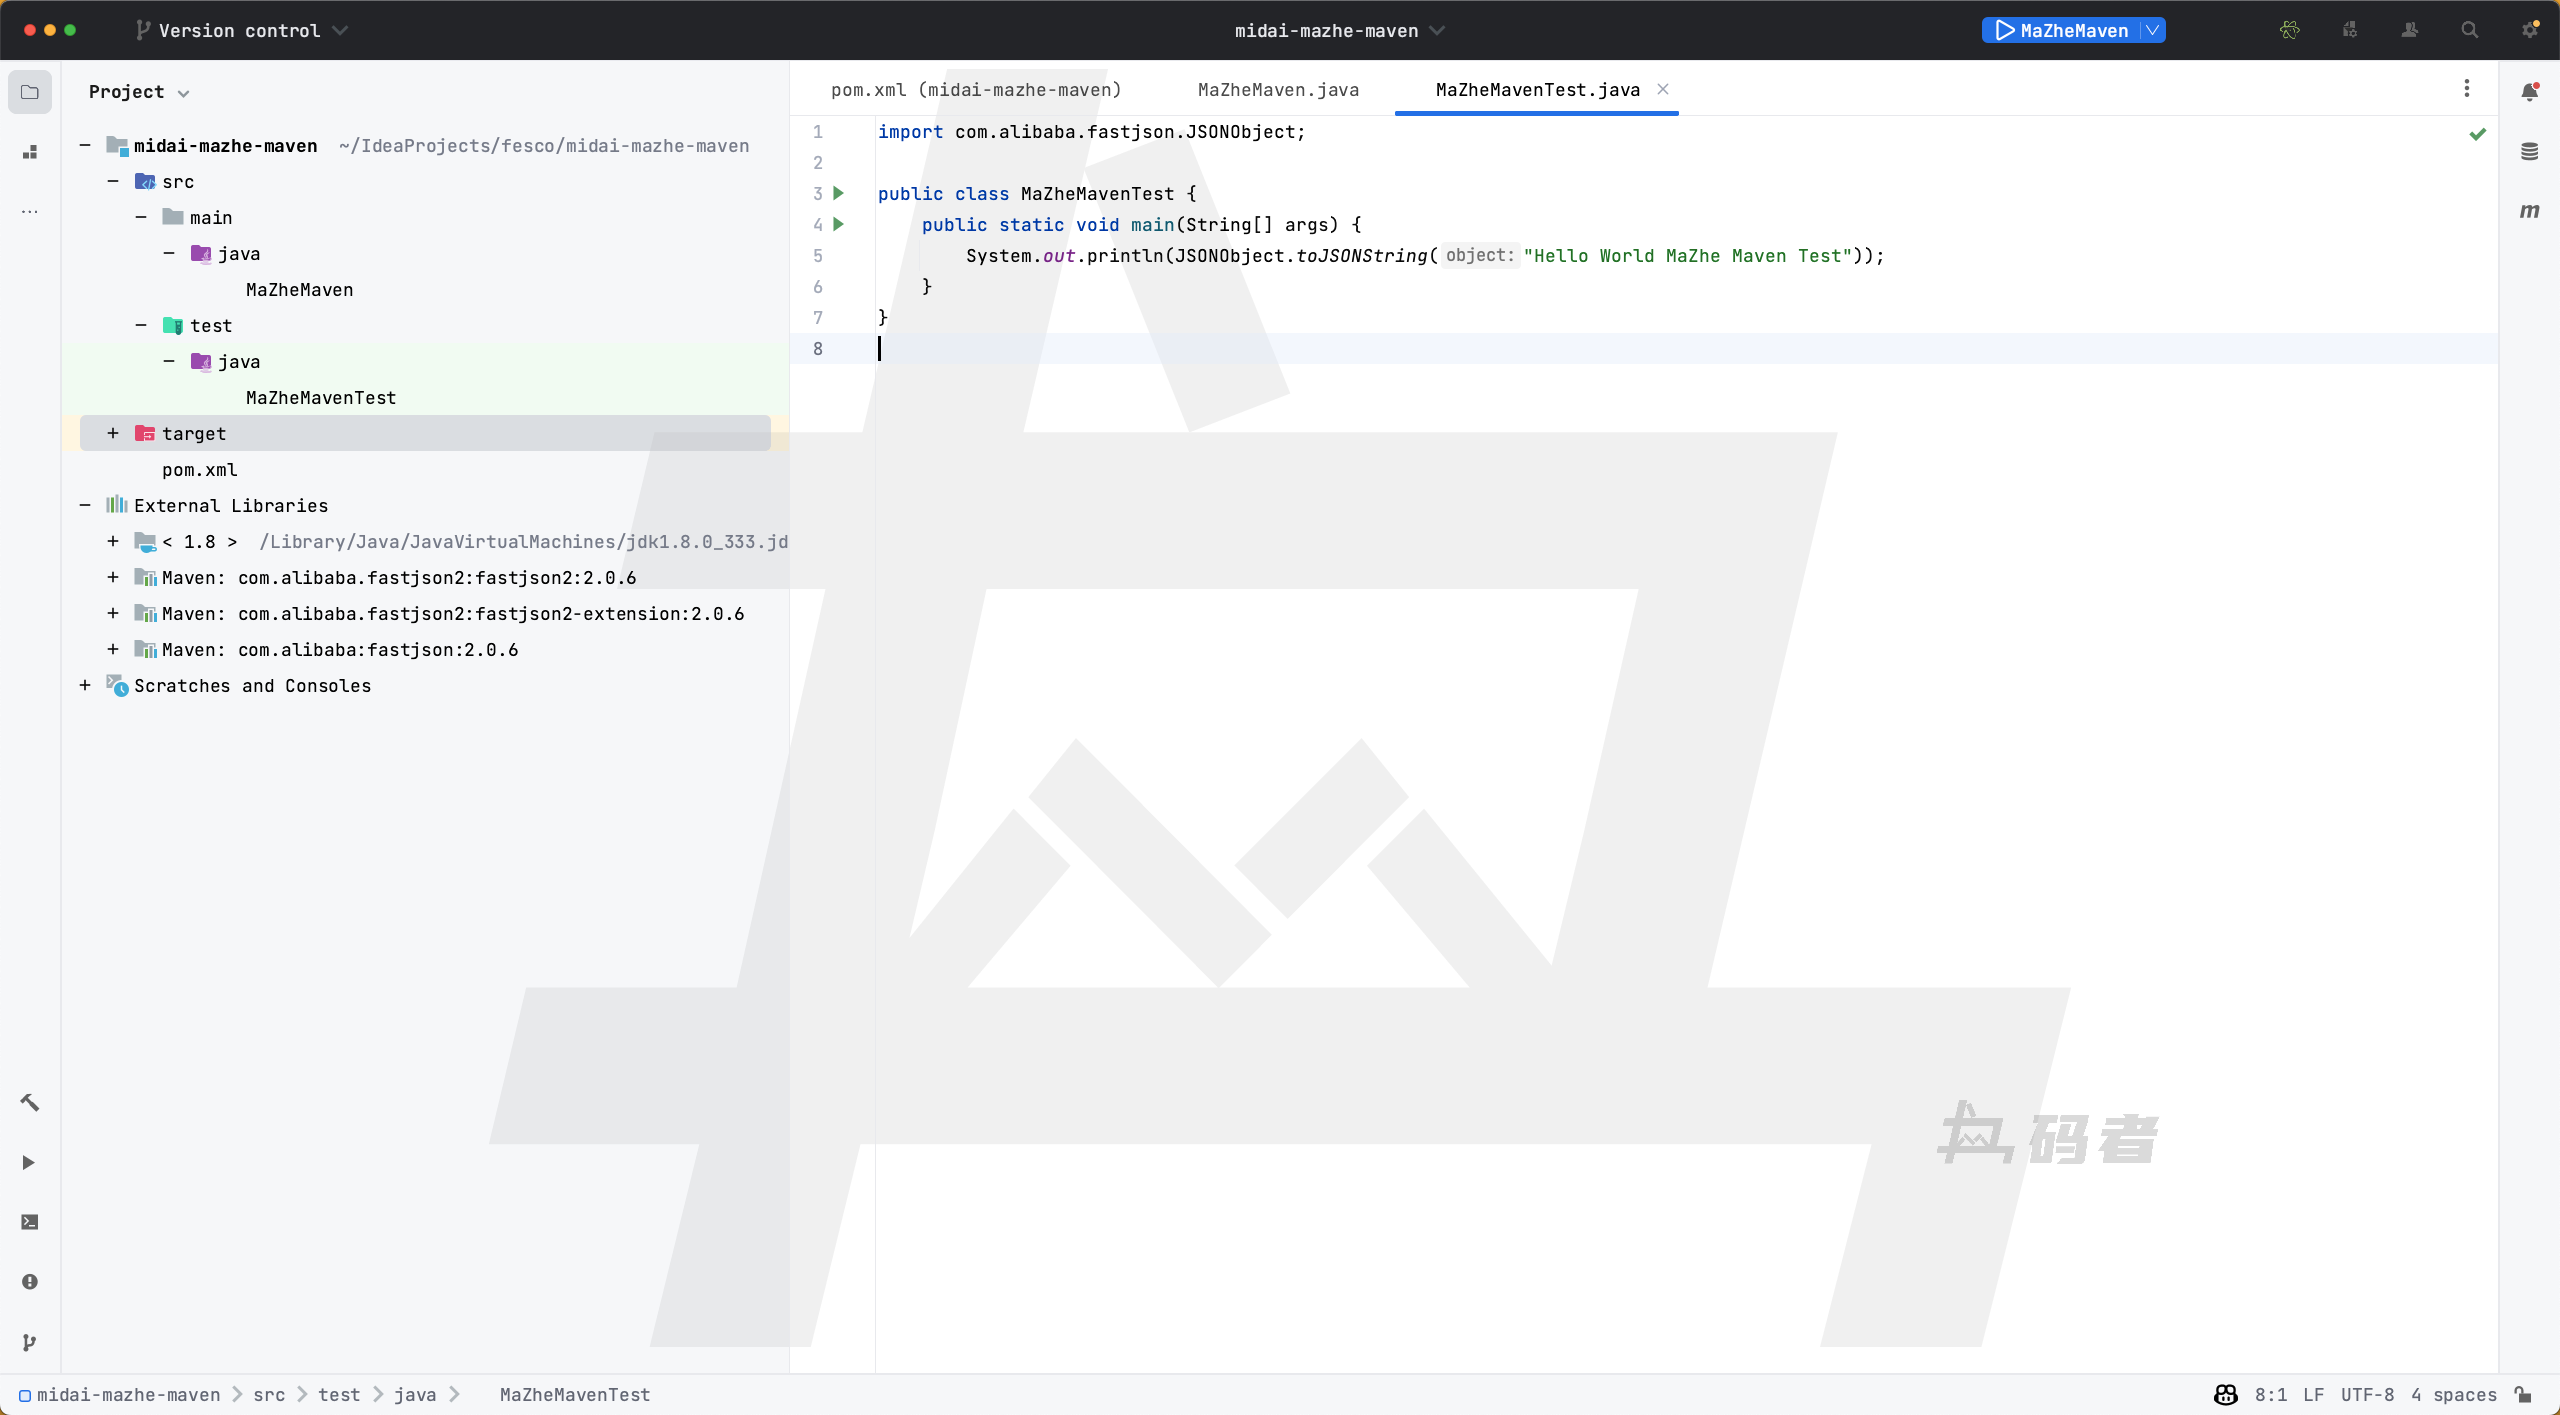 Version control
midai-mazhe-maven
MaZheMaven
Project
midai-mazhe-maven ~/IdeaProjects/fesco/midai-mazhe-maven
src
main
java
MaZheMaven
test
java
MaZheMavenTest
target
pom.xml
External Libraries
< 1.8 > /Library/Java/JavaVirtualMachines/jdk1.8.0_333.jd
Maven: com.alibaba.fastjson2:fastjson2:2.0.6
Maven: com.alibaba.fastjson2:fastjson2-extension:2.0.6
Maven: com.alibaba:fastjson:2.0.6
Scratches and Consoles
pom.xml (midai-mazhe-maven) MaZheMaven.java MaZheMavenTest.java
1 import com.alibaba.fastjson.JSONObject;
2
3 public class MaZheMavenTest {
4 public static void main(String[] args) {
5 System.out.println(JSONObject.toJSONString( object: "Hello World MaZhe Maven Test"));
6 }
7 }
8
m
码者
midai-mazhe-maven src test java MaZheMavenTest
8:1 LF UTF-8 4 spaces